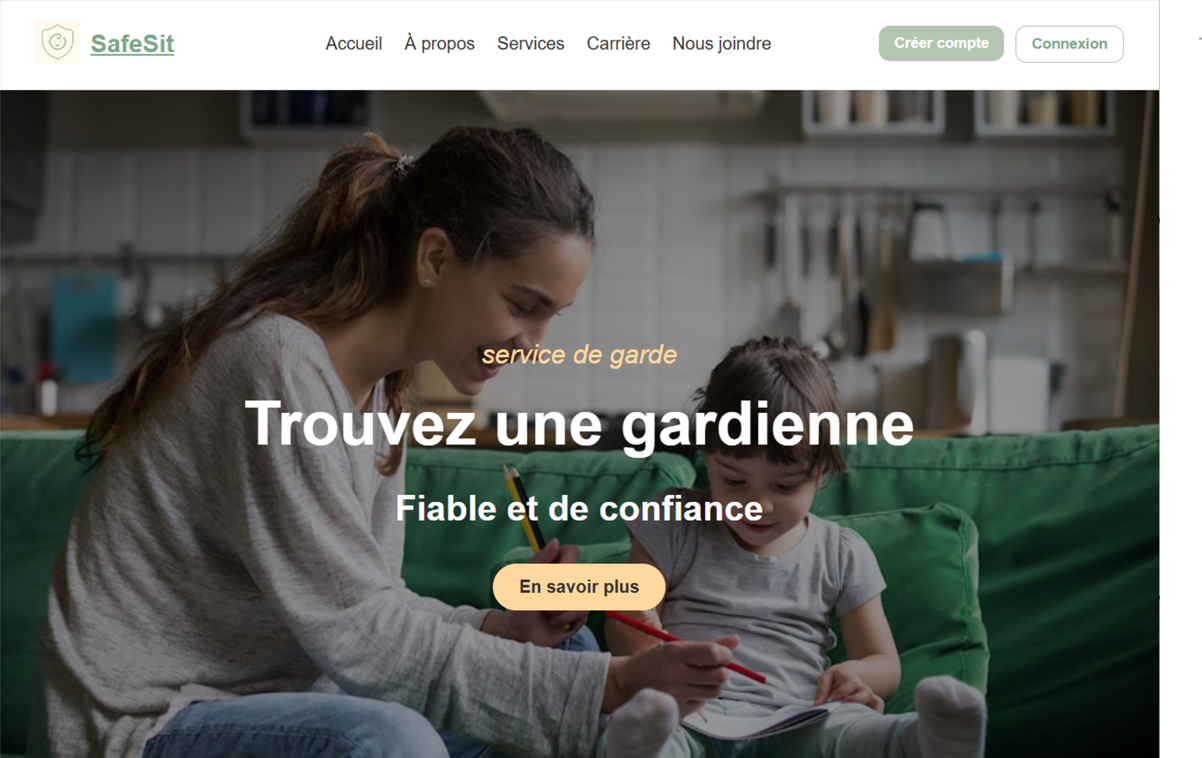 SafeSit
Accueil À propos Services Carrière Nous joindre
Créer compte
Connexion
service de garde
Trouvez une gardienne
Fiable et de confiance
En savoir plus